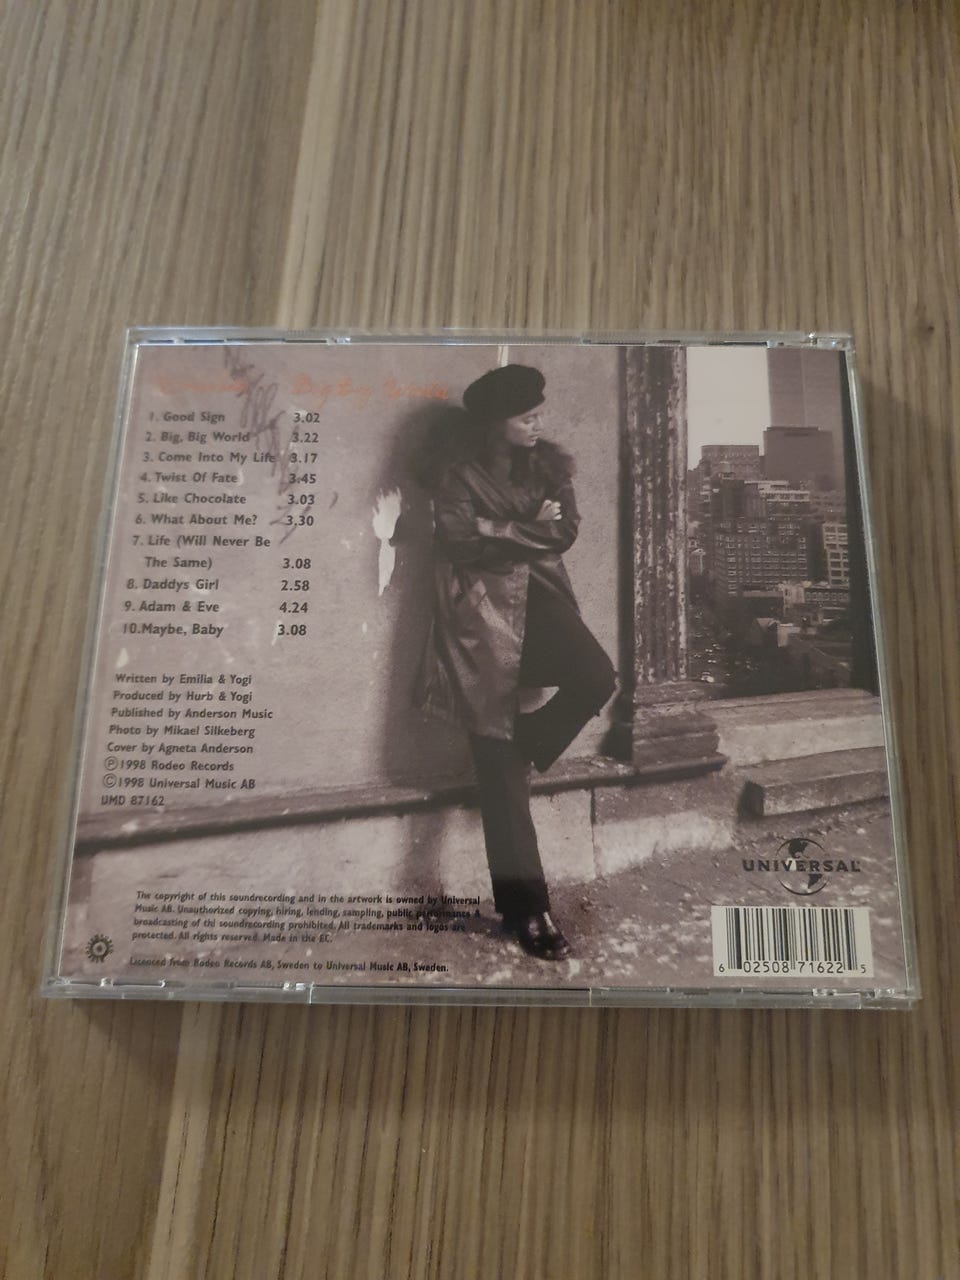 Big Big World
1. Good Sign 3.02
2. Big, Big World 3.22
3. Come Into My Life 3.17
4. Twist Of Fate 3.45
5. Like Chocolate 3.03
6. What About Me? 3.30
7. Life (Will Never Be
The Same) 3.08
8. Daddys Girl 2.58
9. Adam & Eve 4.24
10.Maybe, Baby 3.08
Written by Emilia & Yogi
Produced by Hurb & Yogi
Published by Anderson Music
Photo by Mikael Silkeberg
Cover by Agneta Anderson
Ⓟ1998 Rodeo Records
©1998 Universal Music AB
UMD 87162
UNIVERSAL
The copyright of this soundrecording and in the artwork is owned by Universal
Music AB. Unauthorized copying, hiring, lending, sampling, public performance &
broadcasting of thi soundrecording prohibited. All trademarks and logos are
protected. All rights reserved. Made in the EC.
Licenced from Rodeo Records AB, Sweden to Universal Music AB, Sweden.
6 02508 71622 5